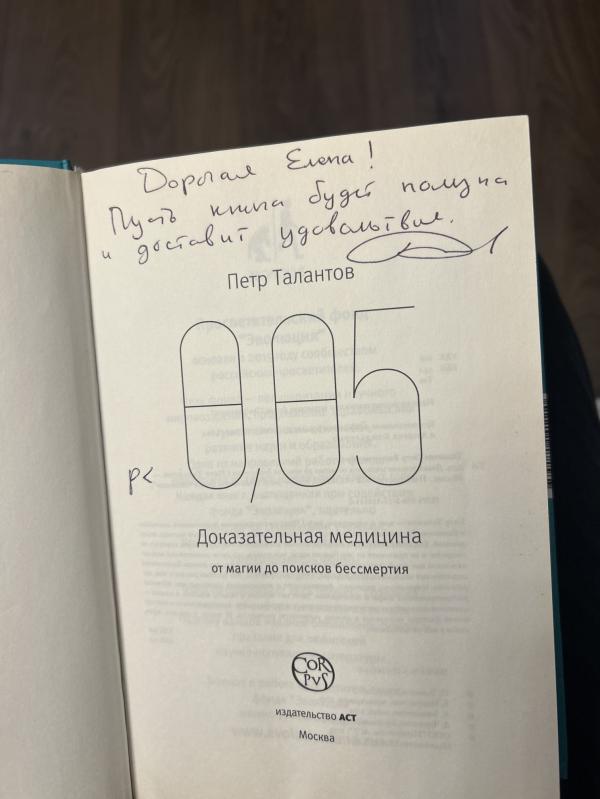 Дорогая Елена!
Пусть книга будет полезна
и доставит удовольствие.
Петр Талантов
p< 0,05
Доказательная медицина
от магии до поисков бессмертия
CORPVS
издательство АСТ
Москва